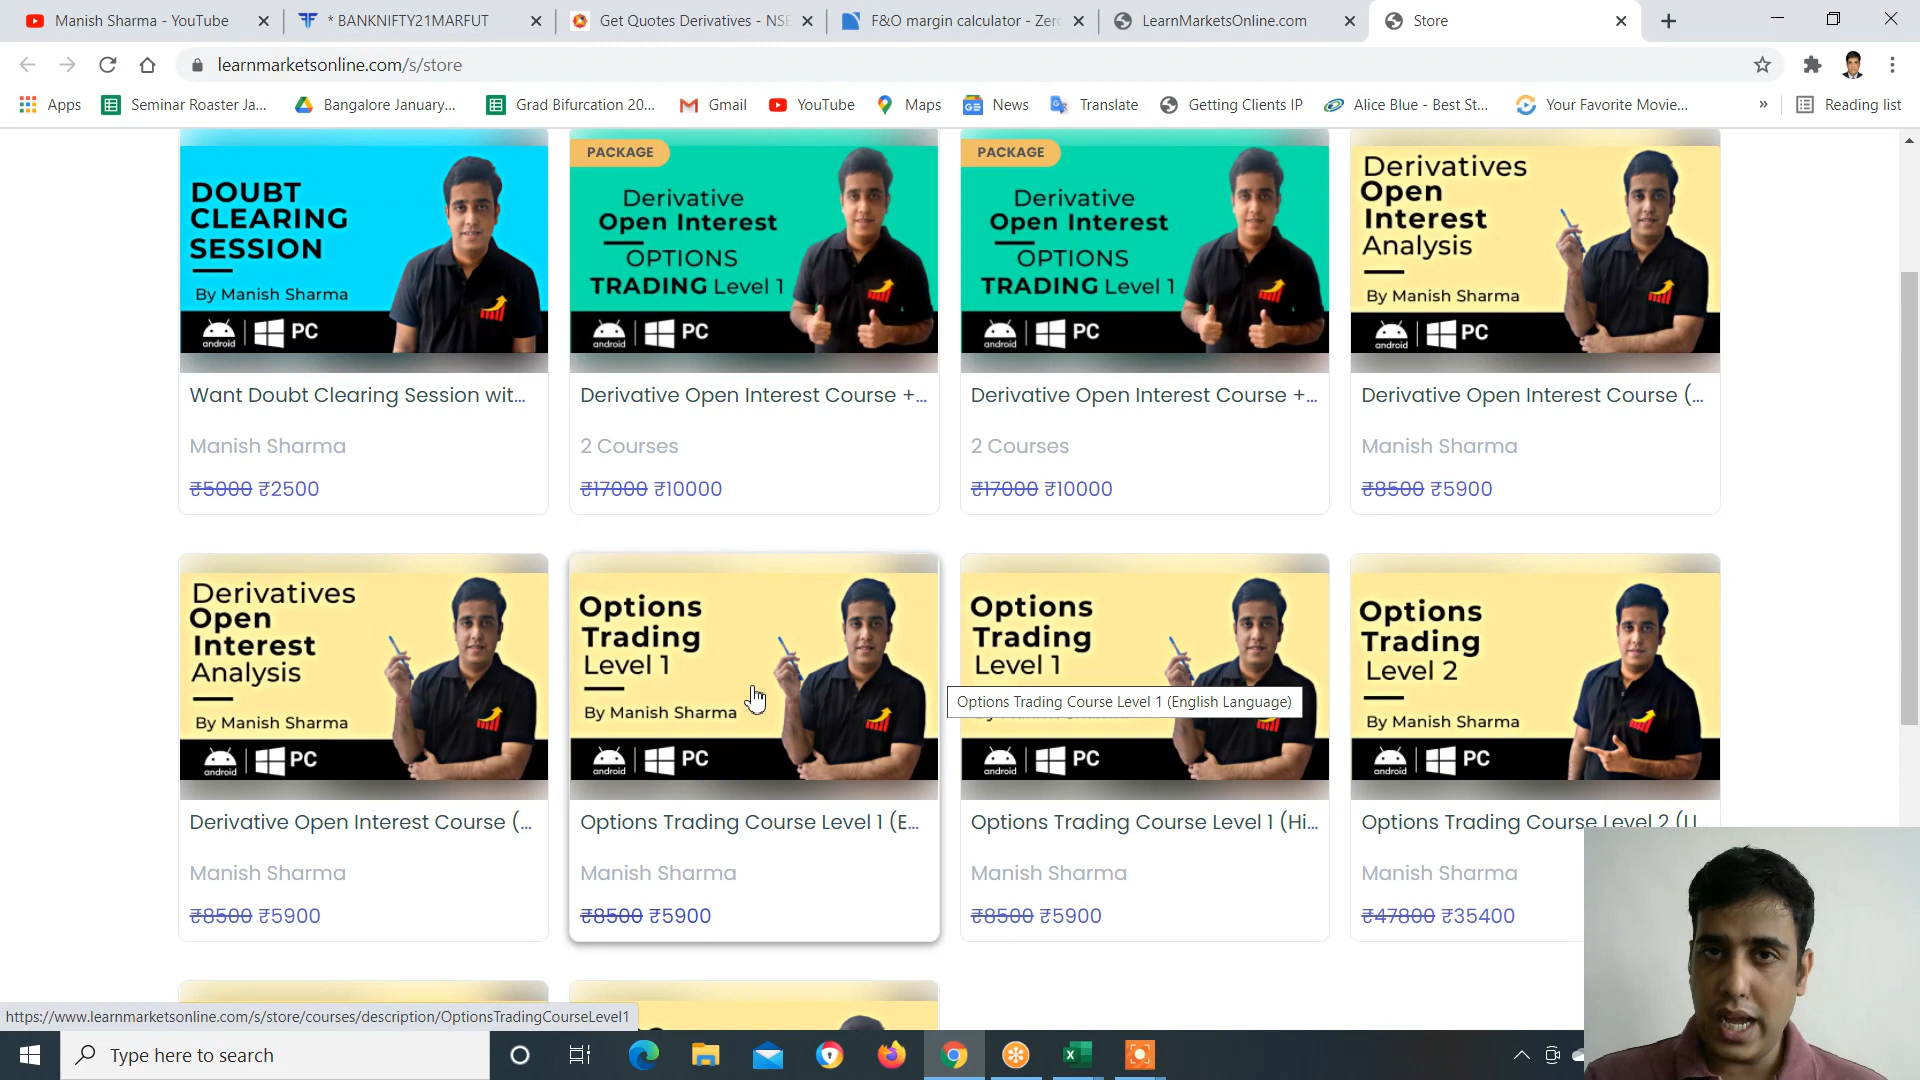 Manish Sharma - YouTube
* BANKNIFTY21MARFUT
Get Quotes Derivatives - NSE
F&O margin calculator - Zero
LearnMarketsOnline.com
Store
learnmarketsonline.com/s/store
Apps
Seminar Roaster Ja...
Bangalore January...
Grad Bifurcation 20...
Gmail
YouTube
Maps
News
Translate
Getting Clients IP
Alice Blue - Best St...
Your Favorite Movie...
»
Reading list
DOUBT
CLEARING
SESSION
By Manish Sharma
android
PC
Want Doubt Clearing Session wit...
Manish Sharma
₹5000 ₹2500
PACKAGE
Derivative
Open Interest
OPTIONS
TRADING Level 1
android
PC
Derivative Open Interest Course +...
2 Courses
₹17000 ₹10000
PACKAGE
Derivative
Open Interest
OPTIONS
TRADING Level 1
android
PC
Derivative Open Interest Course +...
2 Courses
₹17000 ₹10000
Derivatives
Open
Interest
Analysis
By Manish Sharma
android
PC
Derivative Open Interest Course (...
Manish Sharma
₹8500 ₹5900
Derivatives
Open
Interest
Analysis
By Manish Sharma
android
PC
Derivative Open Interest Course (...
Manish Sharma
₹8500 ₹5900
Options
Trading
Level 1
By Manish Sharma
android
PC
Options Trading Course Level 1 (E...
Manish Sharma
₹8500 ₹5900
Options
Trading
Level 1
Options Trading Course Level 1 (English Language)
android
PC
Options Trading Course Level 1 (Hi...
Manish Sharma
₹8500 ₹5900
Options
Trading
Level 2
By Manish Sharma
android
PC
Options Trading Course Level 2
Manish Sharma
₹47800 ₹35400
https://www.learnmarketsonline.com/s/store/courses/description/OptionsTradingCourseLevel1
Type here to search